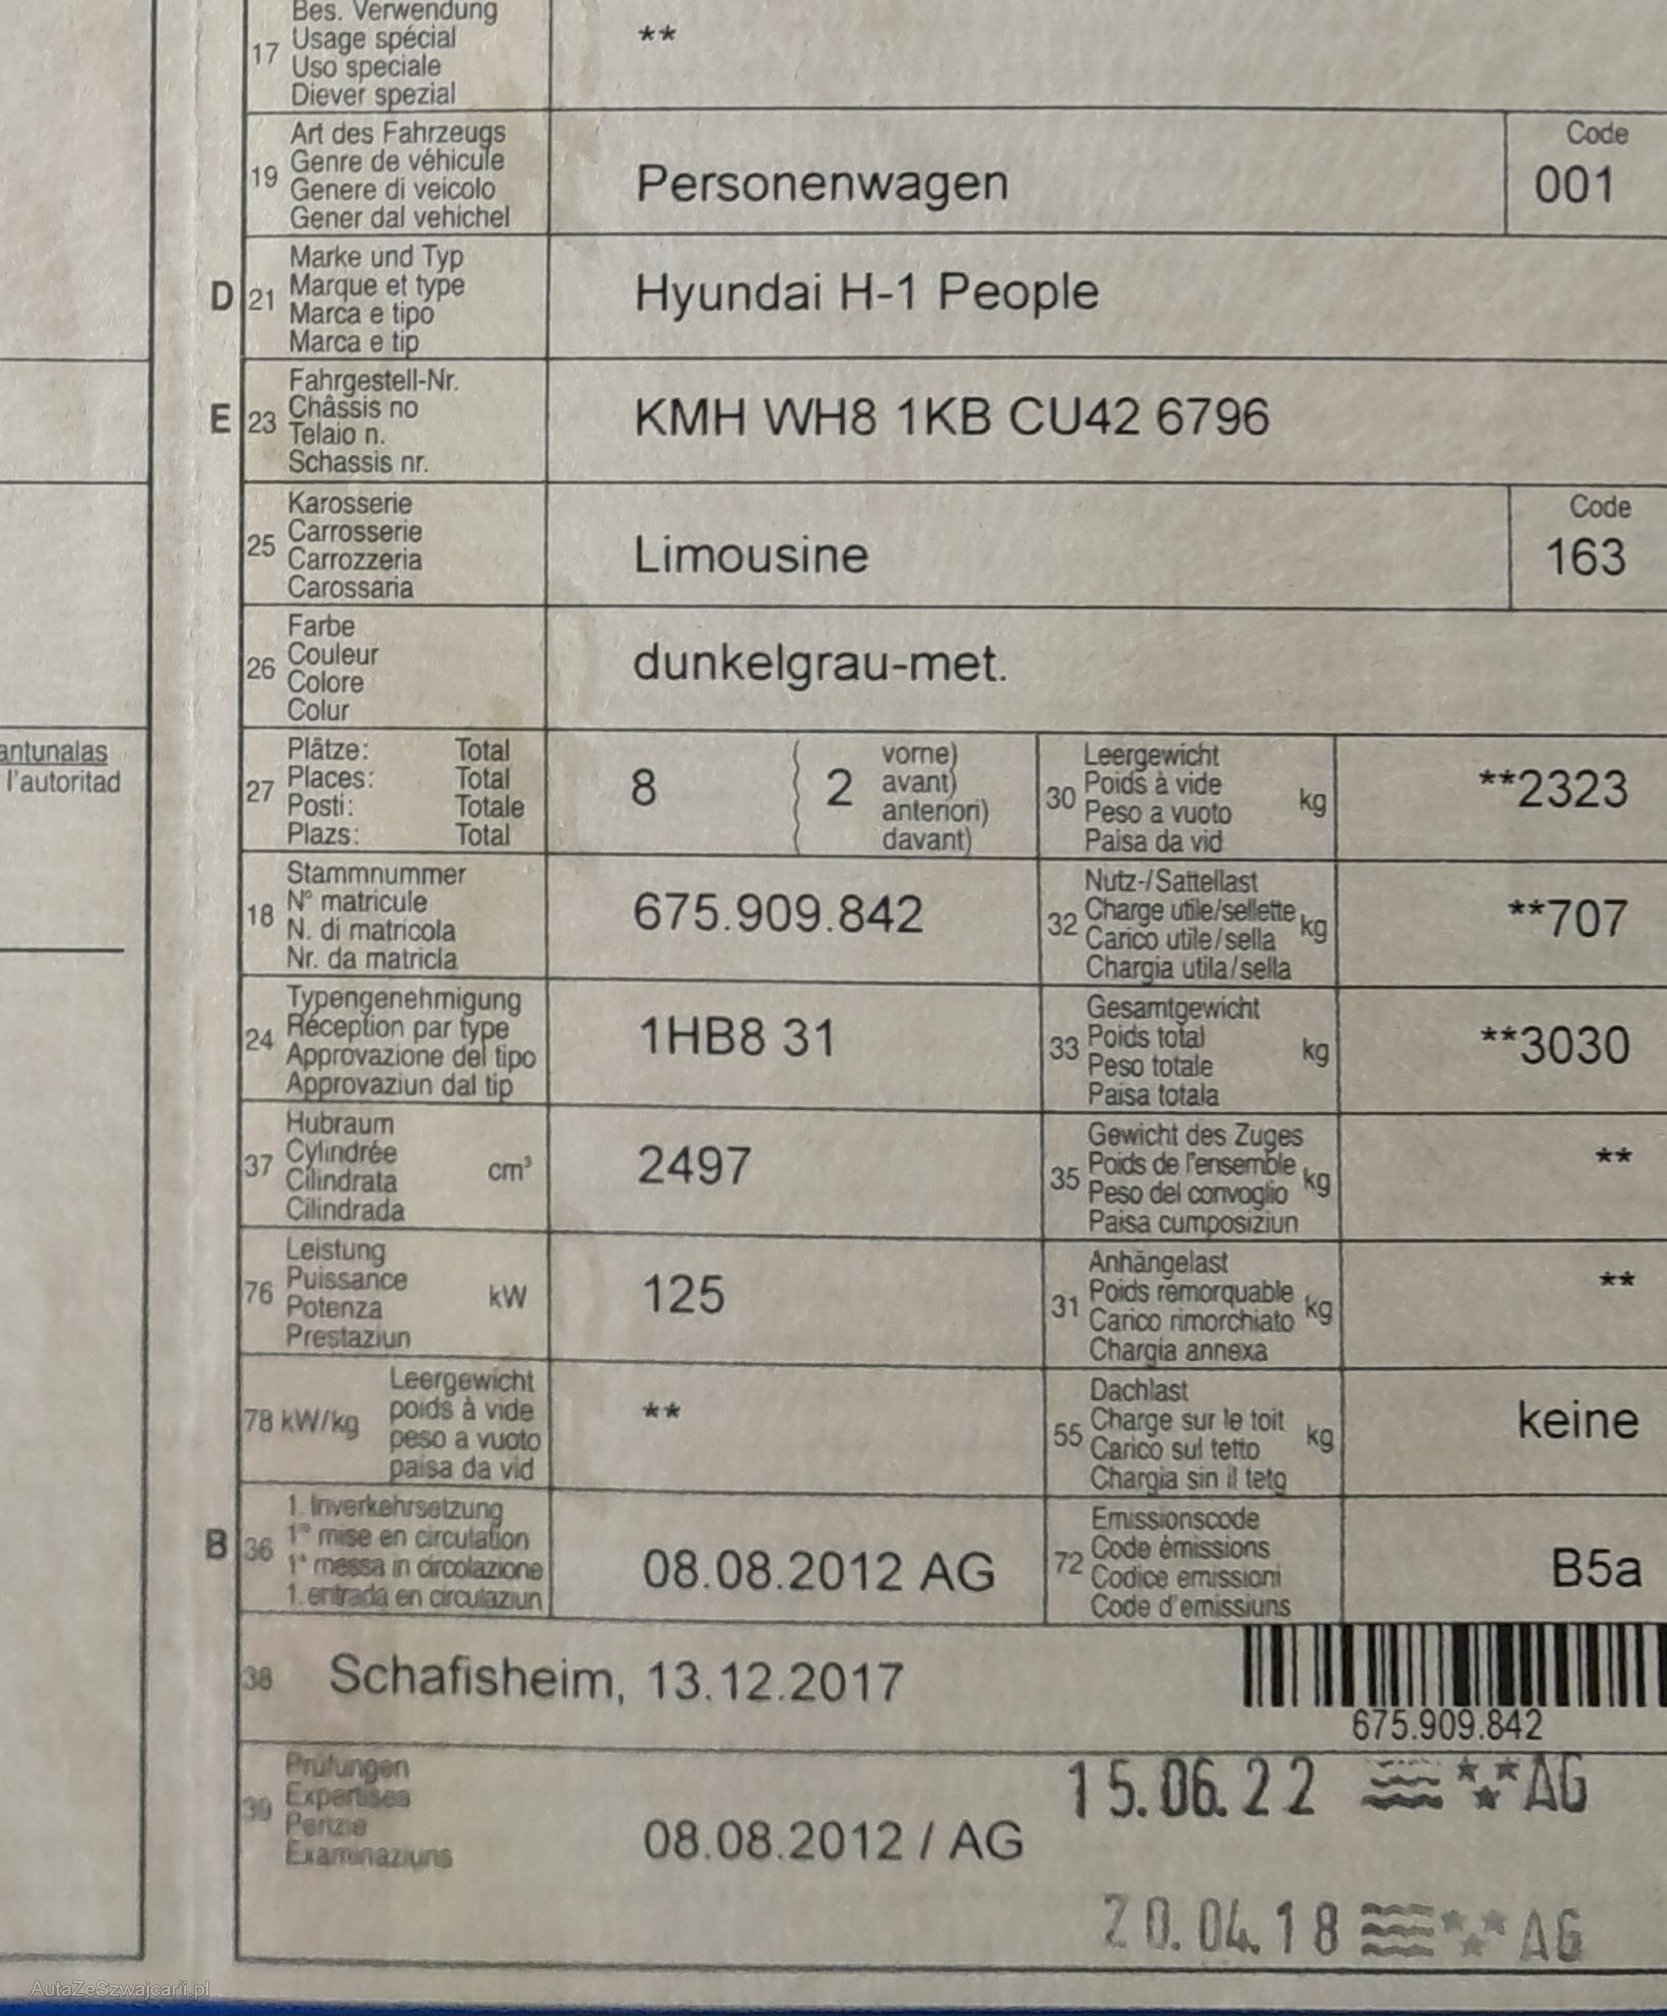 Bes. Verwendung
17 Usage spécial **
Uso speciale
Diever spezial
Art des Fahrzeugs Code
19 Genre de véhicule Personenwagen 001
Genere di veicolo
Gener dal vehichel
Marke und Typ
D 21 Marque et type Hyundai H-1 People
Marca e tipo
Marca e tip
Fahrgestell-Nr.
E 23 Châssis no KMH WH8 1KB CU42 6796
Telaio n.
Schassis nr.
Karosserie Code
25 Carrosserie Limousine 163
Carrozzeria
Carossaria
Farbe
26 Couleur dunkelgrau-met.
Colore
Colur
antunalas
l'autoritad
Plätze: Total vorne) Leergewicht
27 Places: Total 8 2 avant) 30 Poids à vide kg **2323
Posti: Totale anteriori) Peso a vuoto
Plazs: Total davant) Paisa da vid
Stammnummer Nutz-/Sattellast
18 N° matricule 675.909.842 32 Charge utile/sellette kg **707
N. di matricola Carico utile/sella
Nr. da matricla Chargia utila/sella
Typengenehmigung Gesamtgewicht
24 Réception par type 1HB8 31 33 Poids total kg **3030
Approvazione del tipo Peso totale
Approvaziun dal tip Paisa totala
Hubraum Gewicht des Zuges
37 Cylindrée cm³ 2497 35 Poids de l'ensemble kg **
Cilindrata Peso del convoglio
Cilindrada Paisa cumposiziun
Leistung Anhängelast
76 Puissance kW 125 31 Poids remorquable kg **
Potenza Carico rimorchiato
Prestaziun Chargia annexa
Leergewicht Dachlast
78 kW/kg poids à vide ** 55 Charge sur le toit kg keine
peso a vuoto Carico sul tetto
paisa da vid Chargia sin il tetg
1. Inverkehrsetzung Emissionscode
B 36 1re mise en circulation 08.08.2012 AG 72 Code émissions B5a
1a messa in circolazione Codice emissioni
1. entrada en circulaziun Code d'emissiuns
38 Schafisheim, 13.12.2017
675.909.842
Prüfungen 15.06.22 AG
39 Expertises
Perizie 08.08.2012 / AG
Examinaziuns
20.04.18 AG
AutaZeSzwajcarii.pl